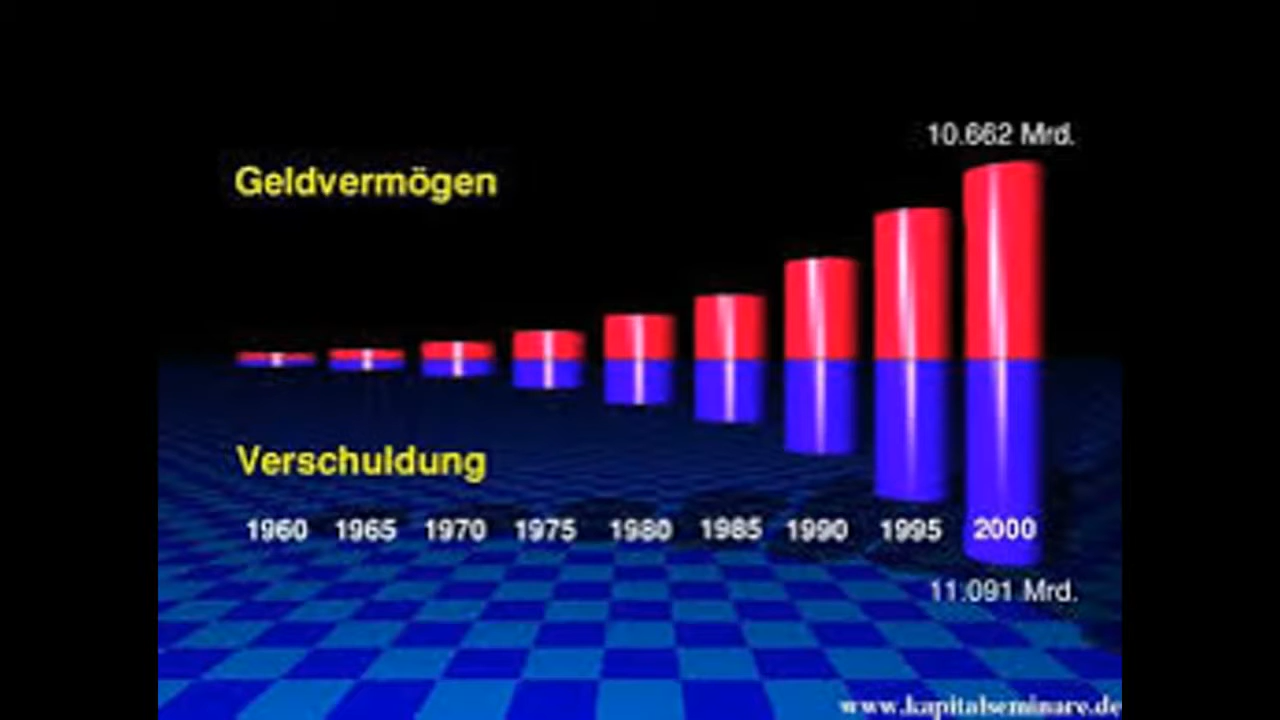 10.662 Mrd.
Geldvermögen
Verschuldung
1960 1965 1970 1975 1980 1985 1990 1995 2000
11.091 Mrd.
www.kapitalseminare.de